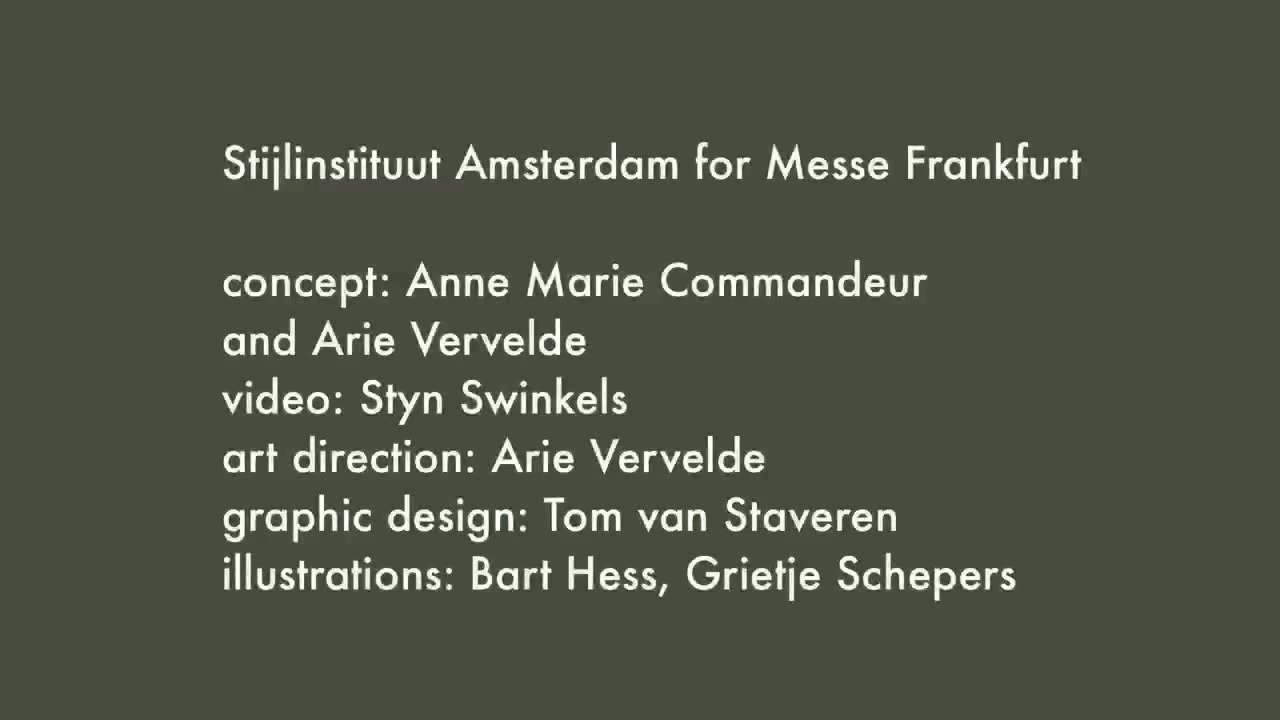 Stijlinstituut Amsterdam for Messe Frankfurt
concept: Anne Marie Commandeur
and Arie Vervelde
video: Styn Swinkels
art direction: Arie Vervelde
graphic design: Tom van Staveren
illustrations: Bart Hess, Grietje Schepers